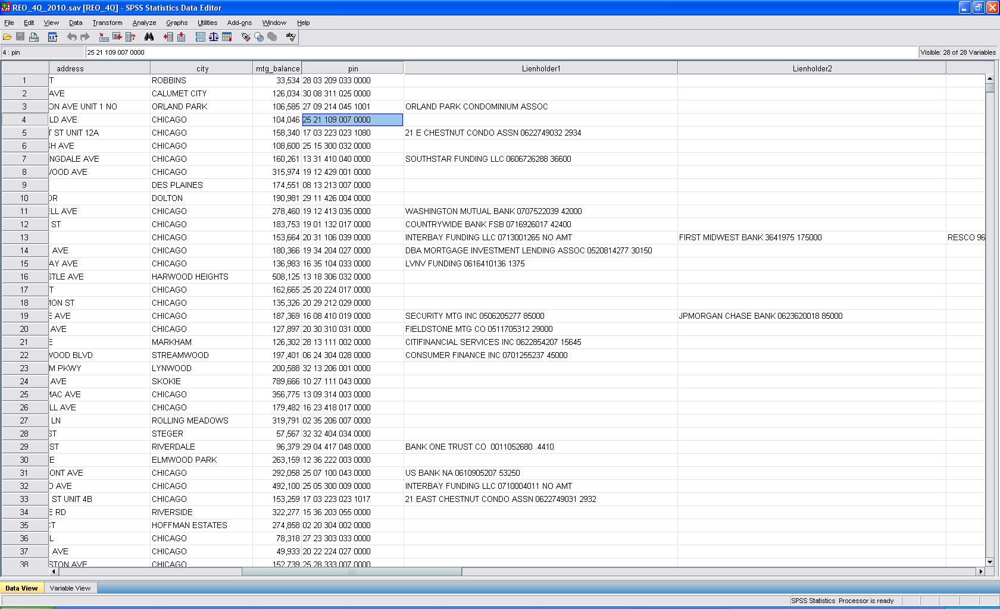 REO_4Q_2010.sav [REO_4Q] - SPSS Statistics Data Editor
File Edit View Data Transform Analyze Graphs Utilities Add-ons Window Help
4 : pin 25 21 109 007 0000 Visible: 28 of 28 Variables
address city mtg_balance pin Lienholder1 Lienholder2
1 T ROBBINS 33,534 28 03 209 033 0000
2 AVE CALUMET CITY 126,034 30 08 311 025 0000
3 ON AVE UNIT 1 NO ORLAND PARK 106,585 27 09 214 045 1001 ORLAND PARK CONDOMINIUM ASSOC
4 LD AVE CHICAGO 104,046 25 21 109 007 0000
5 T ST UNIT 12A CHICAGO 158,340 17 03 223 023 1080 21 E CHESTNUT CONDO ASSN 0622749032 2934
6 H AVE CHICAGO 108,600 25 15 300 032 0000
7 NGDALE AVE CHICAGO 160,261 13 31 410 040 0000 SOUTHSTAR FUNDING LLC 0606726288 36600
8 OOD AVE CHICAGO 315,974 19 12 429 001 0000
9 DES PLAINES 174,551 08 13 213 007 0000
10 DR DOLTON 190,981 29 11 426 004 0000
11 LL AVE CHICAGO 278,460 19 12 413 035 0000 WASHINGTON MUTUAL BANK 0707522039 42000
12 ST CHICAGO 183,753 19 01 132 017 0000 COUNTRYWIDE BANK FSB 0716926017 42400
13 CHICAGO 153,664 20 31 106 039 0000 INTERBAY FUNDING LLC 0713001265 NO AMT FIRST MIDWEST BANK 3641975 175000 RESCO 96
14 AVE CHICAGO 180,366 19 34 204 027 0000 DBA MORTGAGE INVESTMENT LENDING ASSOC 0520814277 30150
15 AY AVE CHICAGO 136,983 16 35 104 033 0000 LVNV FUNDING 0616410136 1375
16 STLE AVE HARWOOD HEIGHTS 508,125 13 18 306 032 0000
17 T CHICAGO 162,665 25 20 224 017 0000
18 MON ST CHICAGO 135,326 20 29 212 029 0000
19 E AVE CHICAGO 187,369 16 08 410 019 0000 SECURITY MTG INC 0506205277 85000 JPMORGAN CHASE BANK 0623620018 85000
20 AVE CHICAGO 127,897 20 30 310 031 0000 FIELDSTONE MTG CO 0511705312 29000
21 E MARKHAM 126,302 28 13 111 002 0000 CITIFINANCIAL SERVICES INC 0622854207 15645
22 WOOD BLVD STREAMWOOD 197,401 06 24 304 028 0000 CONSUMER FINANCE INC 0701255237 45000
23 M PKWY LYNWOOD 200,588 32 13 206 001 0000
24 AVE SKOKIE 789,666 10 27 111 043 0000
25 MAC AVE CHICAGO 356,775 13 09 314 003 0000
26 LL AVE CHICAGO 179,482 16 23 418 017 0000
27 LN ROLLING MEADOWS 319,791 02 35 206 007 0000
28 ST STEGER 57,567 32 32 404 034 0000
29 ST RIVERDALE 96,379 29 04 417 048 0000 BANK ONE TRUST CO 0011052680 4410
30 E ELMWOOD PARK 263,159 12 36 222 003 0000
31 ONT AVE CHICAGO 292,058 25 07 100 043 0000 US BANK NA 0610905207 53250
32 D AVE CHICAGO 492,100 25 05 300 009 0000 INTERBAY FUNDING LLC 0710004011 NO AMT
33 ST UNIT 4B CHICAGO 153,259 17 03 223 023 1017 21 EAST CHESTNUT CONDO ASSN 0622749031 2932
34 E RD RIVERSIDE 322,277 15 36 203 055 0000
35 CT HOFFMAN ESTATES 274,858 02 20 304 002 0000
36 L CHICAGO 78,318 27 23 303 033 0000
37 AVE CHICAGO 49,933 20 22 224 027 0000
38 STON AVE CHICAGO 152,739 25 28 333 007 0000
Data View Variable View
SPSS Statistics Processor is ready